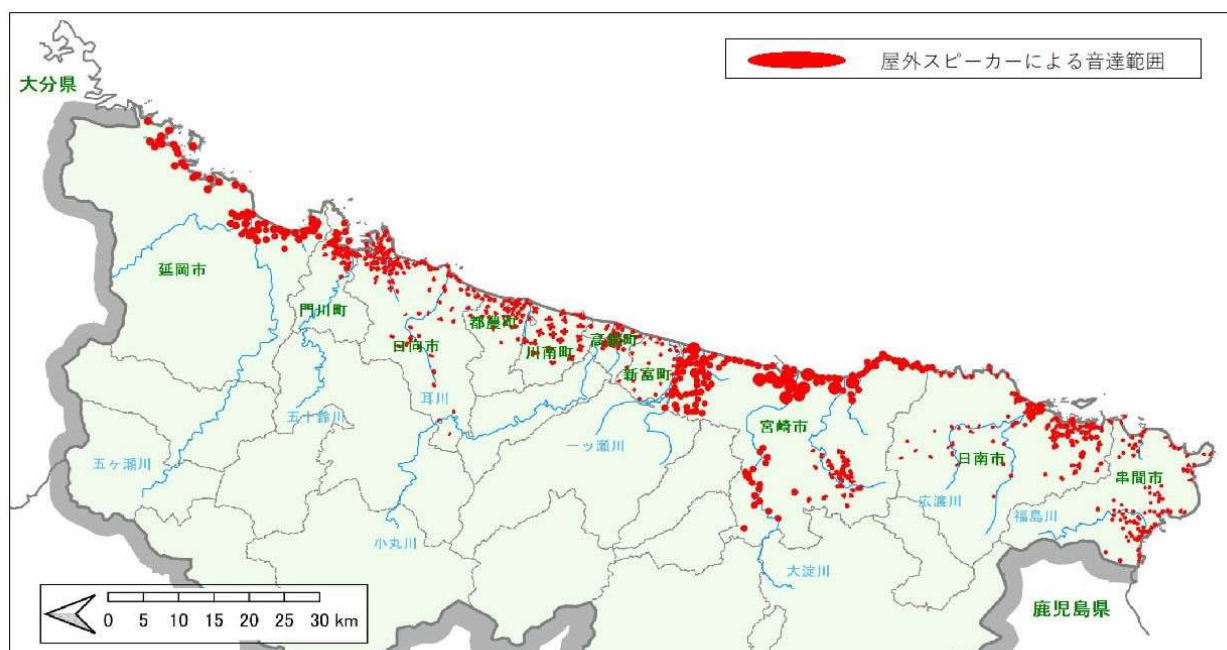 屋外スピーカーによる音達範囲
大分県
延岡市
門川町
日向市
都農町
川南町
高鍋町
新富町
宮崎市
日南市
串間市
五ヶ瀬川
五十鈴川
耳川
小丸川
一ッ瀬川
大淀川
広渡川
福島川
鹿児島県
0 5 10 15 20 25 30 km